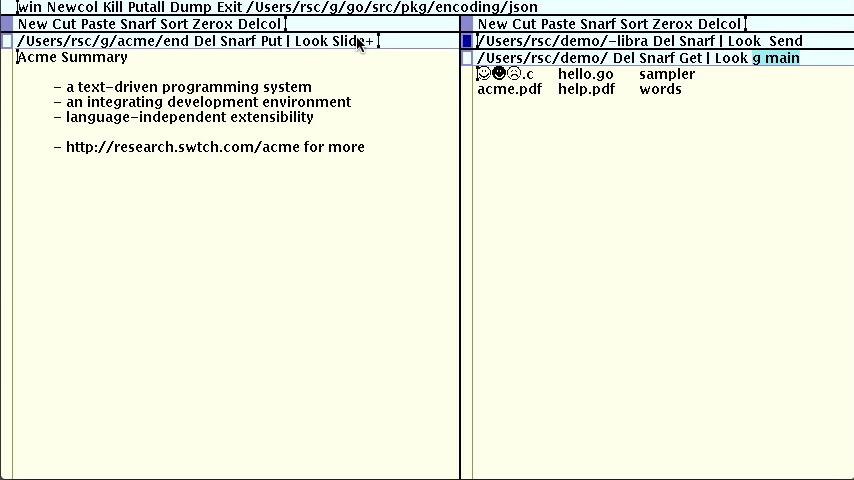 win Newcol Kill Putall Dump Exit /Users/rsc/g/go/src/pkg/encoding/json
New Cut Paste Snarf Sort Zerox Delcol
/Users/rsc/g/acme/end Del Snarf Put | Look Slide+
Acme Summary
– a text–driven programming system
– an integrating development environment
– language–independent extensibility
– http://research.swtch.com/acme for more
New Cut Paste Snarf Sort Zerox Delcol
/Users/rsc/demo/–libra Del Snarf | Look  Send
/Users/rsc/demo/ Del Snarf Get | Look g main
☺☻☹.c hello.go sampler
acme.pdf help.pdf words